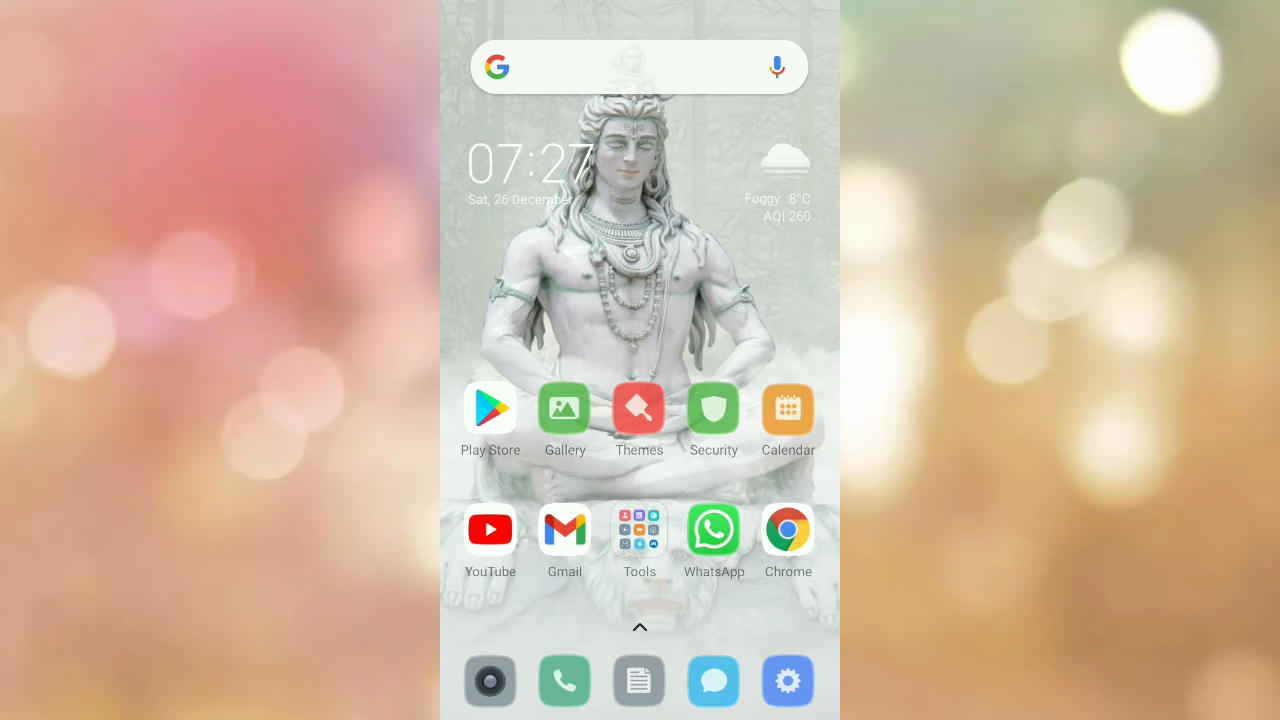 07:27
Sat, 26 December
Foggy 8°C
AQI 260
Play Store
Gallery
Themes
Security
Calendar
YouTube
Gmail
Tools
WhatsApp
Chrome